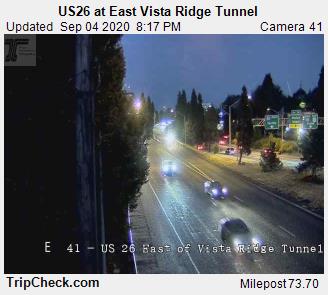 US26 at East Vista Ridge Tunnel
Updated Sep 04 2020 8:17 PM Camera 41
E 41 - US 26 East of Vista Ridge Tunnel
TripCheck.com Milepost73.70